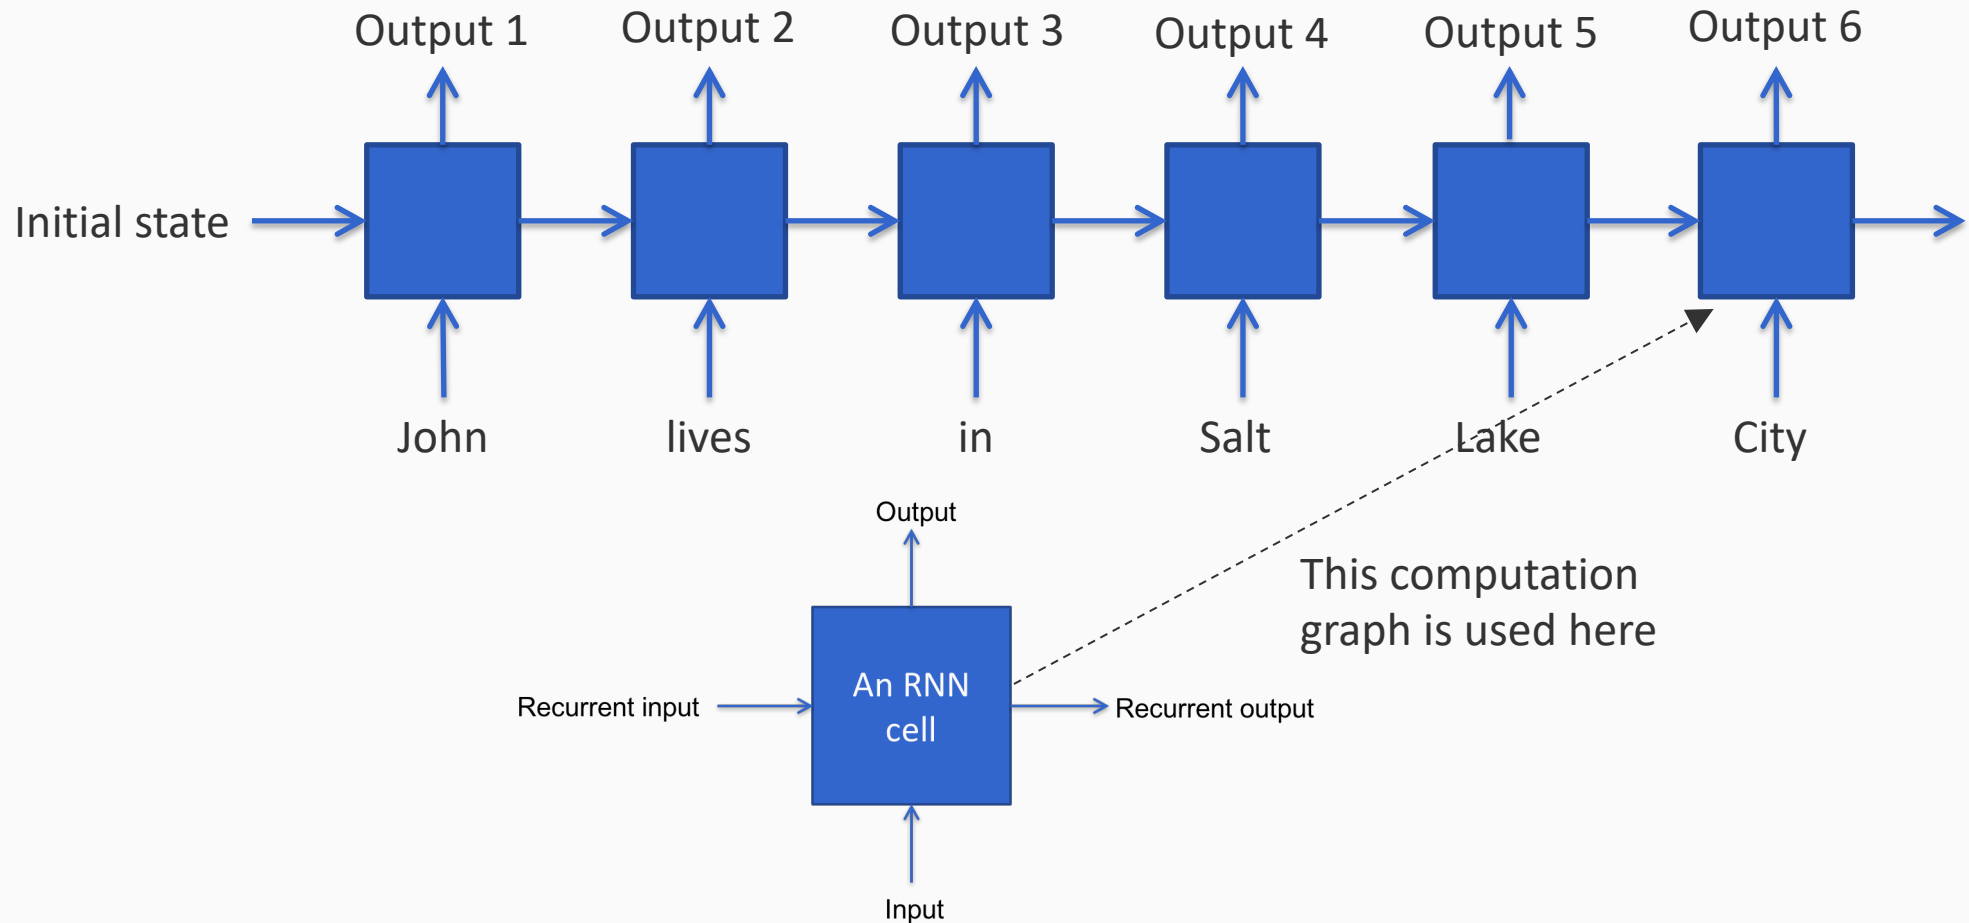 Output 1
Output 2
Output 3
Output 4
Output 5
Output 6
Initial state
John
lives
in
Salt
Lake
City
Output
This computation
graph is used here
An RNN
cell
Recurrent input
Recurrent output
Input